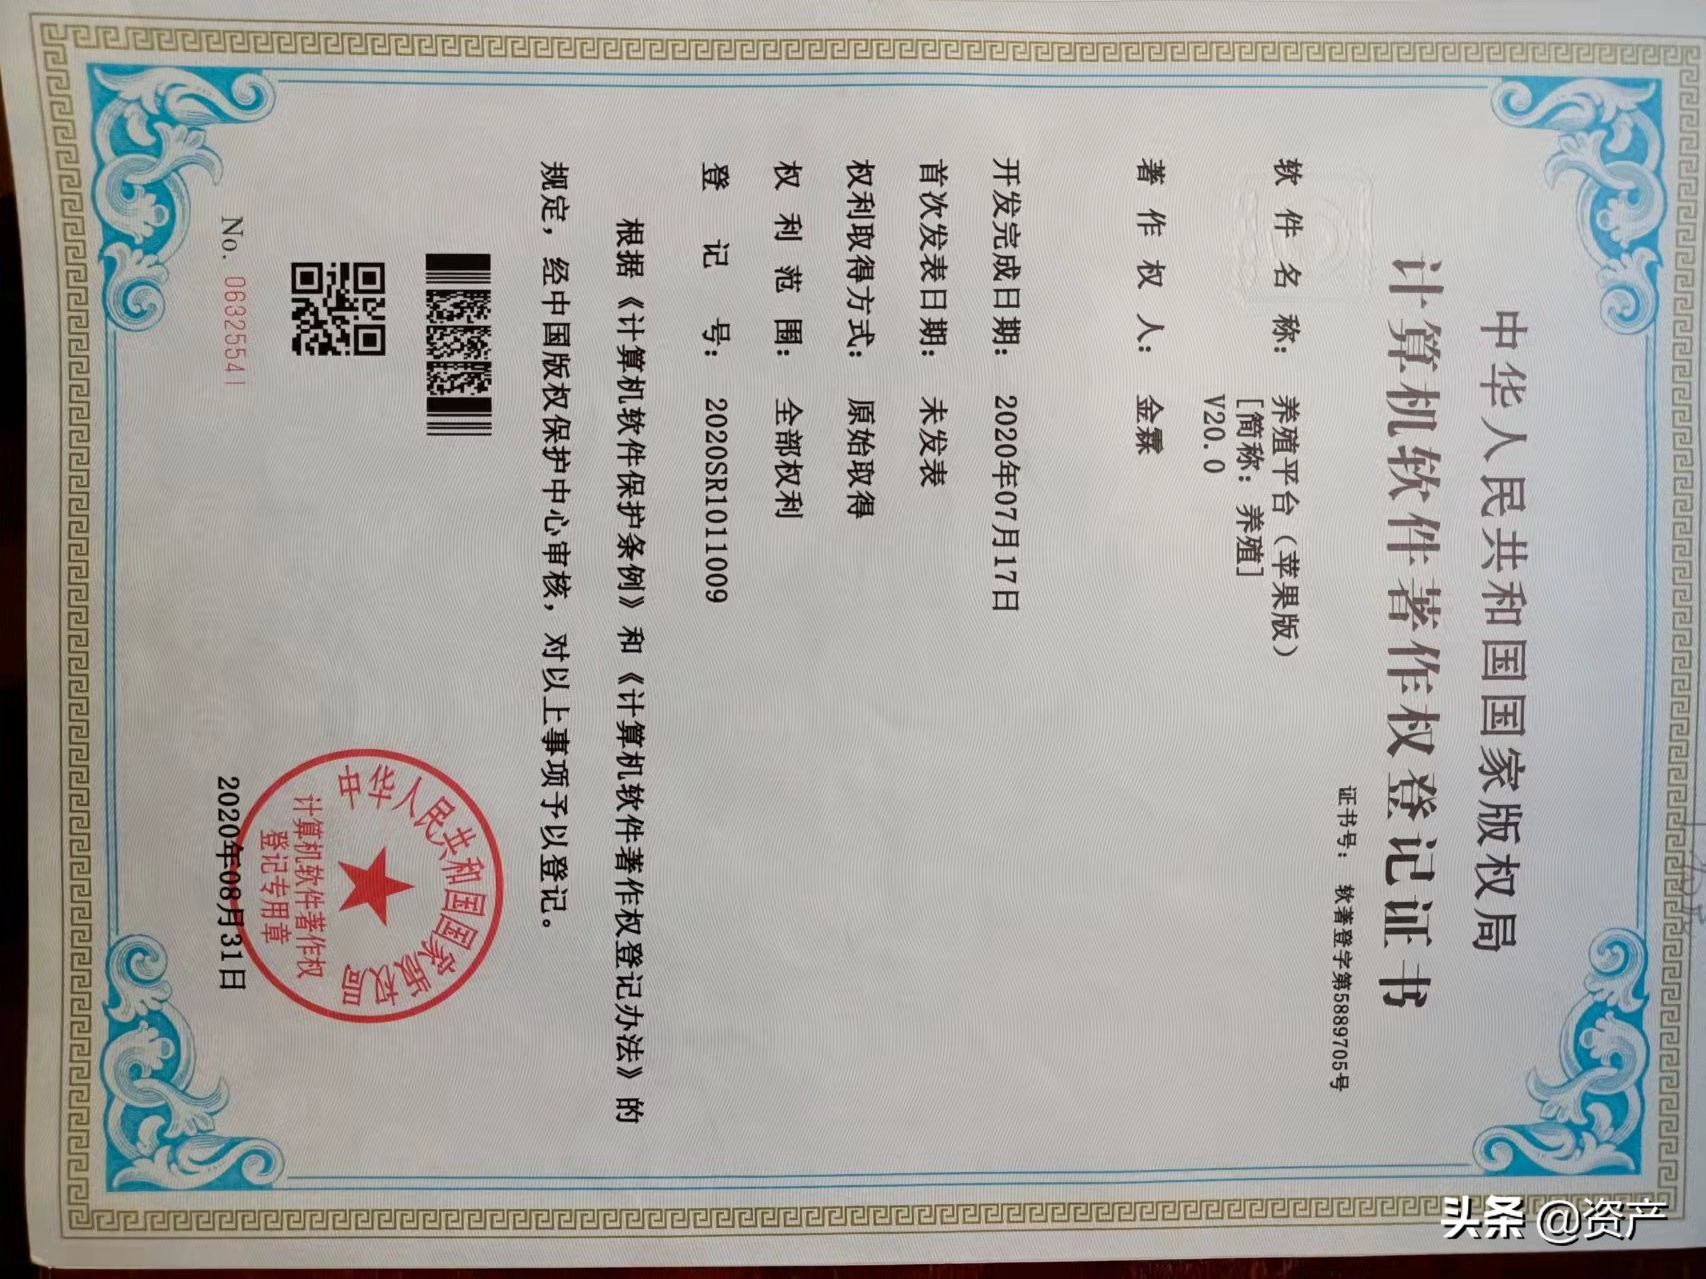 中华人民共和国国家版权局
计算机软件著作权登记证书
证书号： 软著登字第5889705号
软件名称： 养殖平台（苹果版）
[简称：养殖]
V20.0
著作权人： 金霖
开发完成日期： 2020年07月17日
首次发表日期： 未发表
权利取得方式： 原始取得
权利范围： 全部权利
登记号： 2020SR1011009
根据《计算机软件保护条例》和《计算机软件著作权登记办法》的
规定，经中国版权保护中心审核，对以上事项予以登记。
中华人民共和国国家版权局
计算机软件著作权
登记专用章
No. 06325541
2020年08月31日
头条 @资产